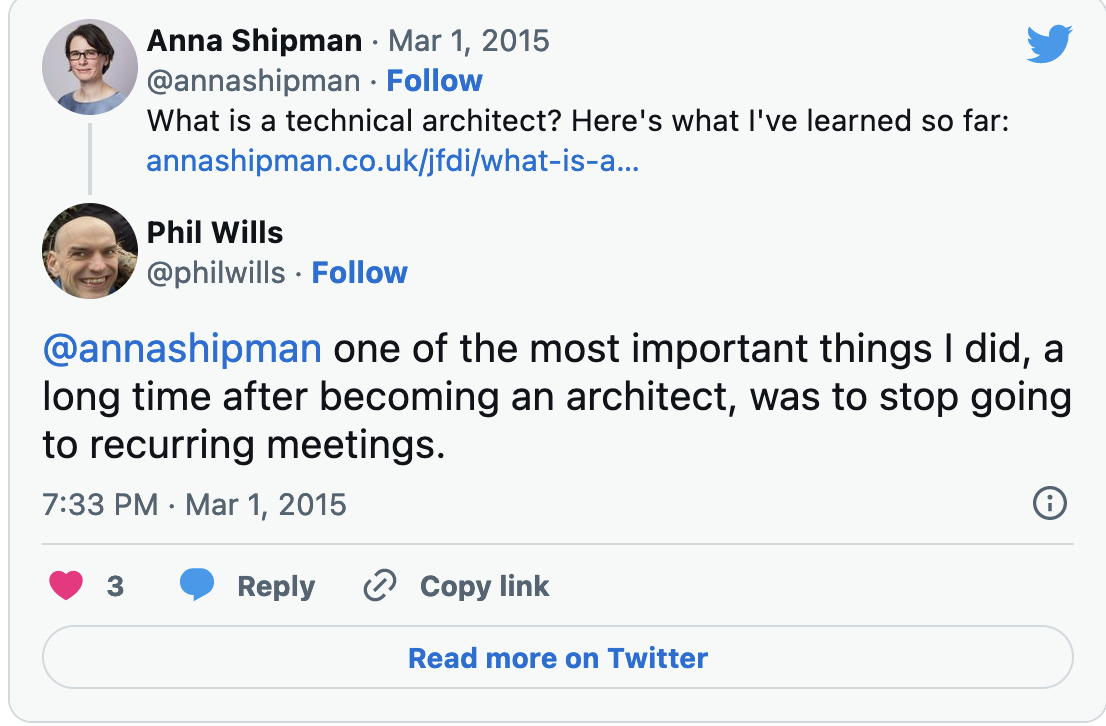 Anna Shipman · Mar 1, 2015
@annashipman · Follow
What is a technical architect? Here's what I've learned so far:
annashipman.co.uk/jfdi/what-is-a...
Phil Wills
@philwills · Follow
@annashipman one of the most important things I did, a
long time after becoming an architect, was to stop going
to recurring meetings.
7:33 PM · Mar 1, 2015
3 Reply Copy link
Read more on Twitter